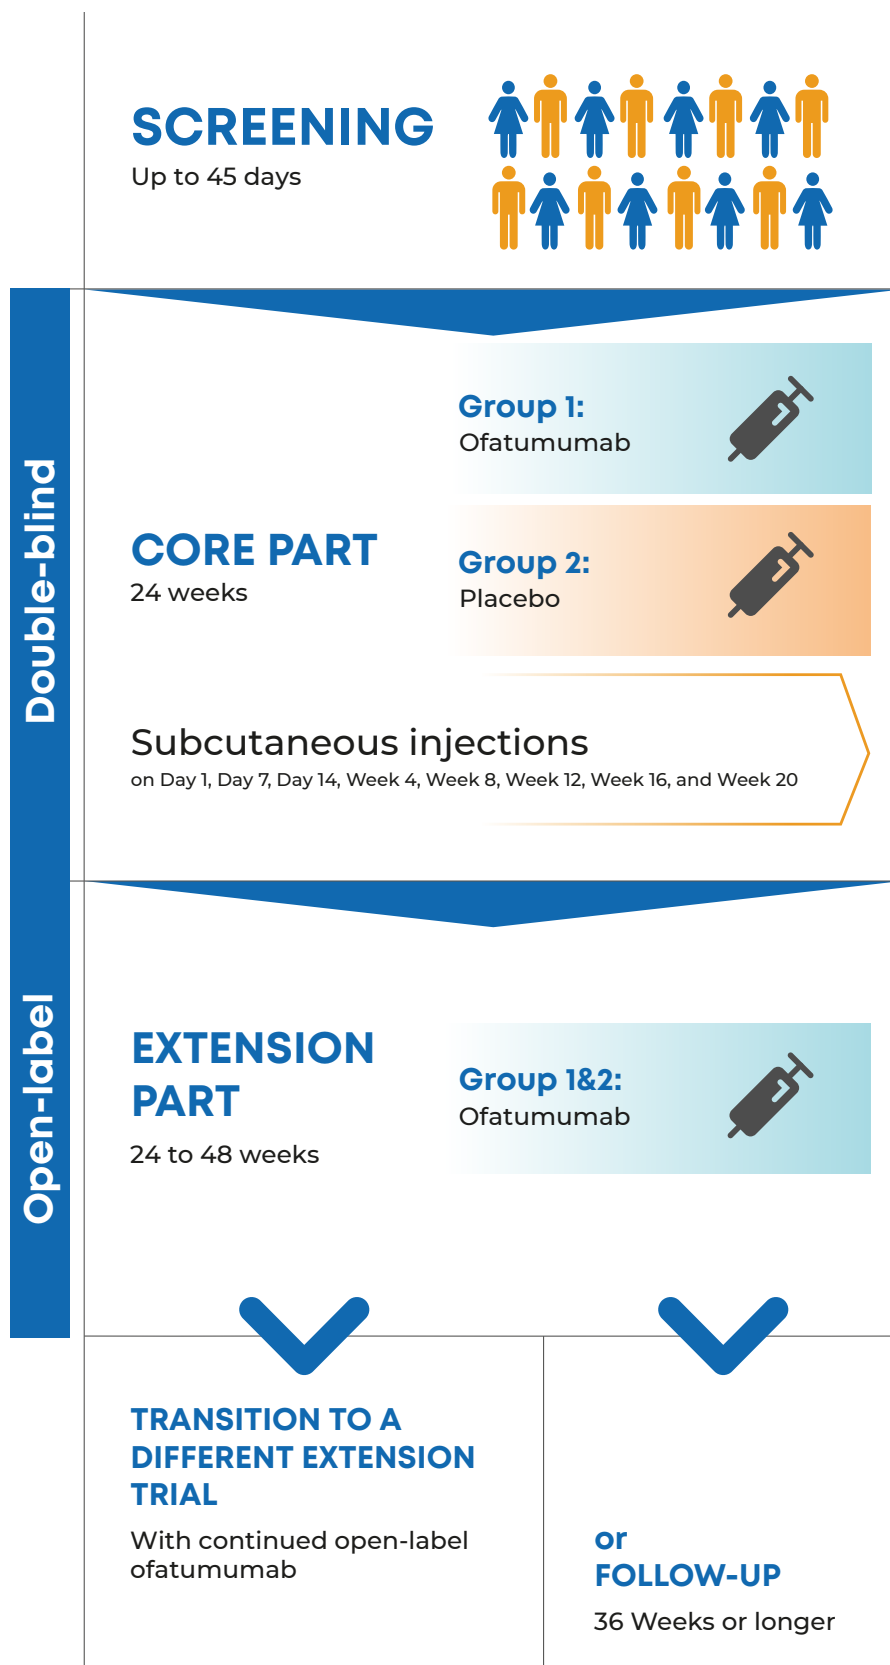 SCREENING
Up to 45 days
Double-blind
Group 1:
Ofatumumab
CORE PART
24 weeks
Group 2:
Placebo
Subcutaneous injections
on Day 1, Day 7, Day 14, Week 4, Week 8, Week 12, Week 16, and Week 20
Open-label
EXTENSION
PART
24 to 48 weeks
Group 1&2:
Ofatumumab
TRANSITION TO A
DIFFERENT EXTENSION
TRIAL
With continued open-label
ofatumumab
or
FOLLOW-UP
36 Weeks or longer